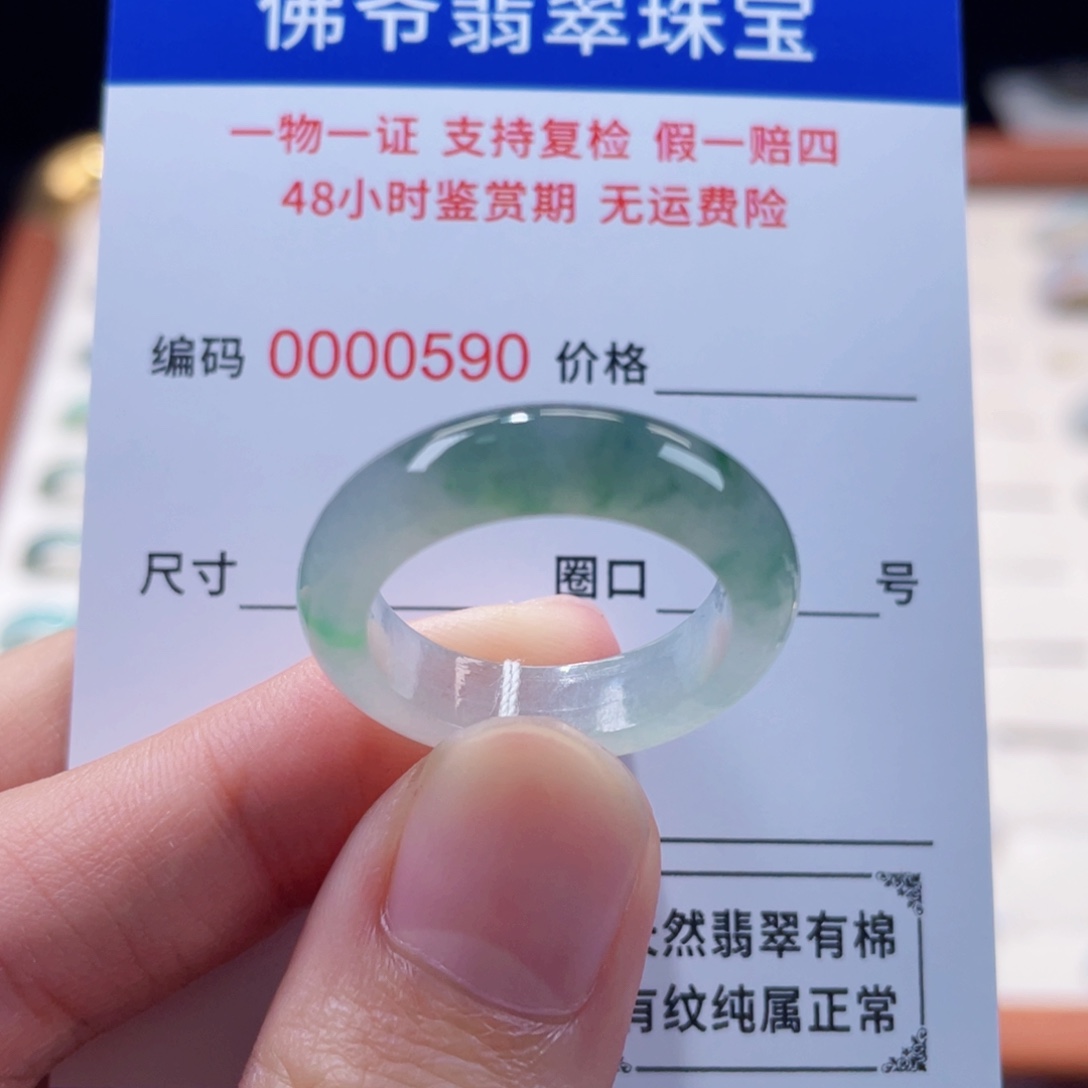 佛爷翡翠珠宝
一物一证 支持复检 假一赔四
48小时鉴赏期 无运费险
编码 0000590 价格
尺寸 圈口 号
然翡翠有棉
有纹纯属正常